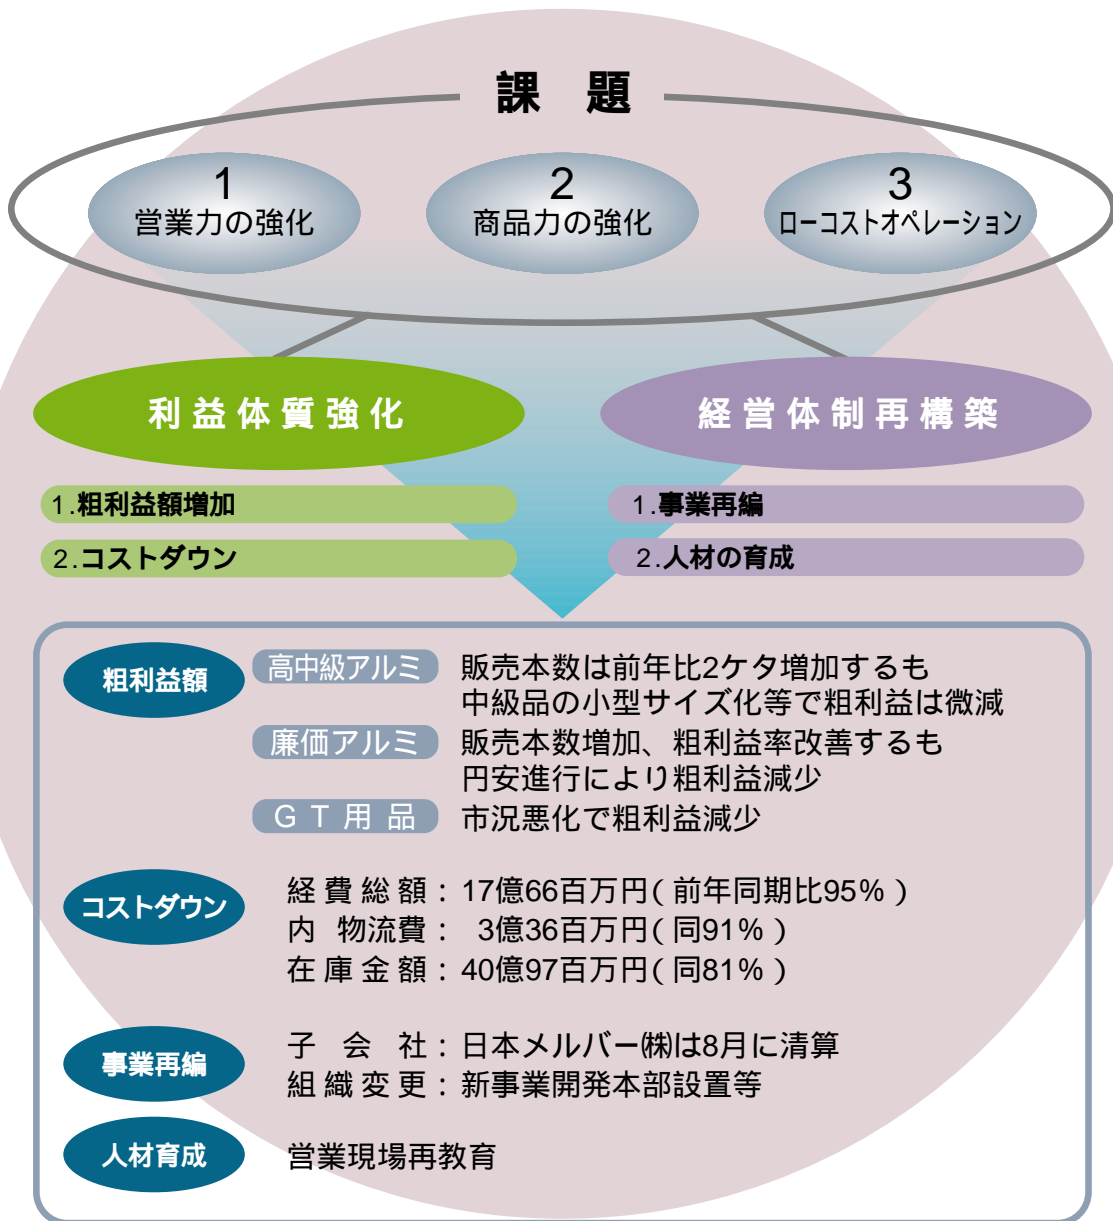 課 題
1
営業力の強化
2
商品力の強化
3
ローコストオペレーション
利益体質強化
経営体制再構築
1.粗利益額増加
2.コストダウン
1.事業再編
2.人材の育成
粗利益額
高中級アルミ
販売本数は前年比2ケタ増加するも
中級品の小型サイズ化等で粗利益は微減
廉価アルミ
販売本数増加、粗利益率改善するも
円安進行により粗利益減少
GT用品
市況悪化で粗利益減少
コストダウン
経費総額：17億66百万円(前年同期比95%)
内 物流費： 3億36百万円(同91%)
在庫金額：40億97百万円(同81%)
事業再編
子会社：日本メルバー㈱は8月に清算
組織変更：新事業開発本部設置等
人材育成
営業現場再教育